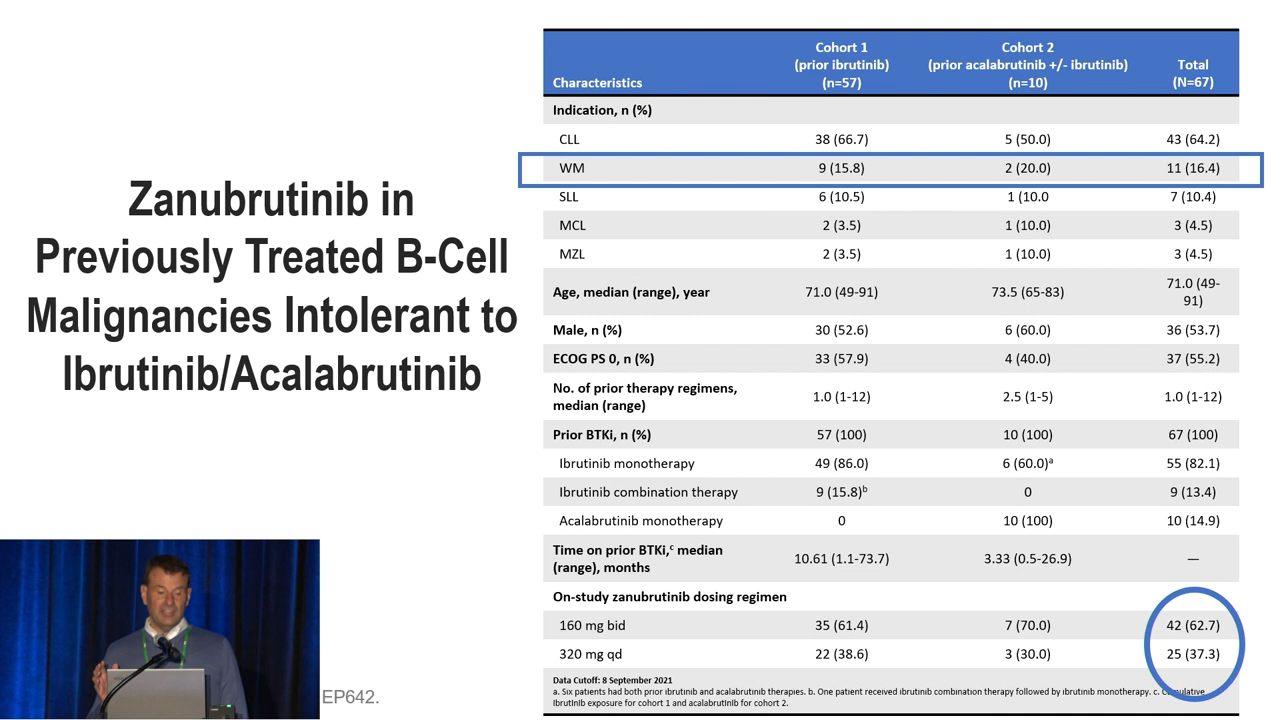 Zanubrutinib in
Previously Treated B-Cell
Malignancies Intolerant to
Ibrutinib/Acalabrutinib
Characteristics Cohort 1 (prior ibrutinib) (n=57) Cohort 2 (prior acalabrutinib +/- ibrutinib) (n=10) Total (N=67)
Indication, n (%)
CLL 38 (66.7) 5 (50.0) 43 (64.2)
WM 9 (15.8) 2 (20.0) 11 (16.4)
SLL 6 (10.5) 1 (10.0 7 (10.4)
MCL 2 (3.5) 1 (10.0) 3 (4.5)
MZL 2 (3.5) 1 (10.0) 3 (4.5)
Age, median (range), year 71.0 (49-91) 73.5 (65-83) 71.0 (49-91)
Male, n (%) 30 (52.6) 6 (60.0) 36 (53.7)
ECOG PS 0, n (%) 33 (57.9) 4 (40.0) 37 (55.2)
No. of prior therapy regimens, median (range) 1.0 (1-12) 2.5 (1-5) 1.0 (1-12)
Prior BTKi, n (%) 57 (100) 10 (100) 67 (100)
Ibrutinib monotherapy 49 (86.0) 6 (60.0)a 55 (82.1)
Ibrutinib combination therapy 9 (15.8)b 0 9 (13.4)
Acalabrutinib monotherapy 0 10 (100) 10 (14.9)
Time on prior BTKi,c median (range), months 10.61 (1.1-73.7) 3.33 (0.5-26.9) —
On-study zanubrutinib dosing regimen
160 mg bid 35 (61.4) 7 (70.0) 42 (62.7)
320 mg qd 22 (38.6) 3 (30.0) 25 (37.3)
Data Cutoff: 8 September 2021
a. Six patients had both prior ibrutinib and acalabrutinib therapies. b. One patient received ibrutinib combination therapy followed by ibrutinib monotherapy. c. Cumulative
ibrutinib exposure for cohort 1 and acalabrutinib for cohort 2.
EP642.